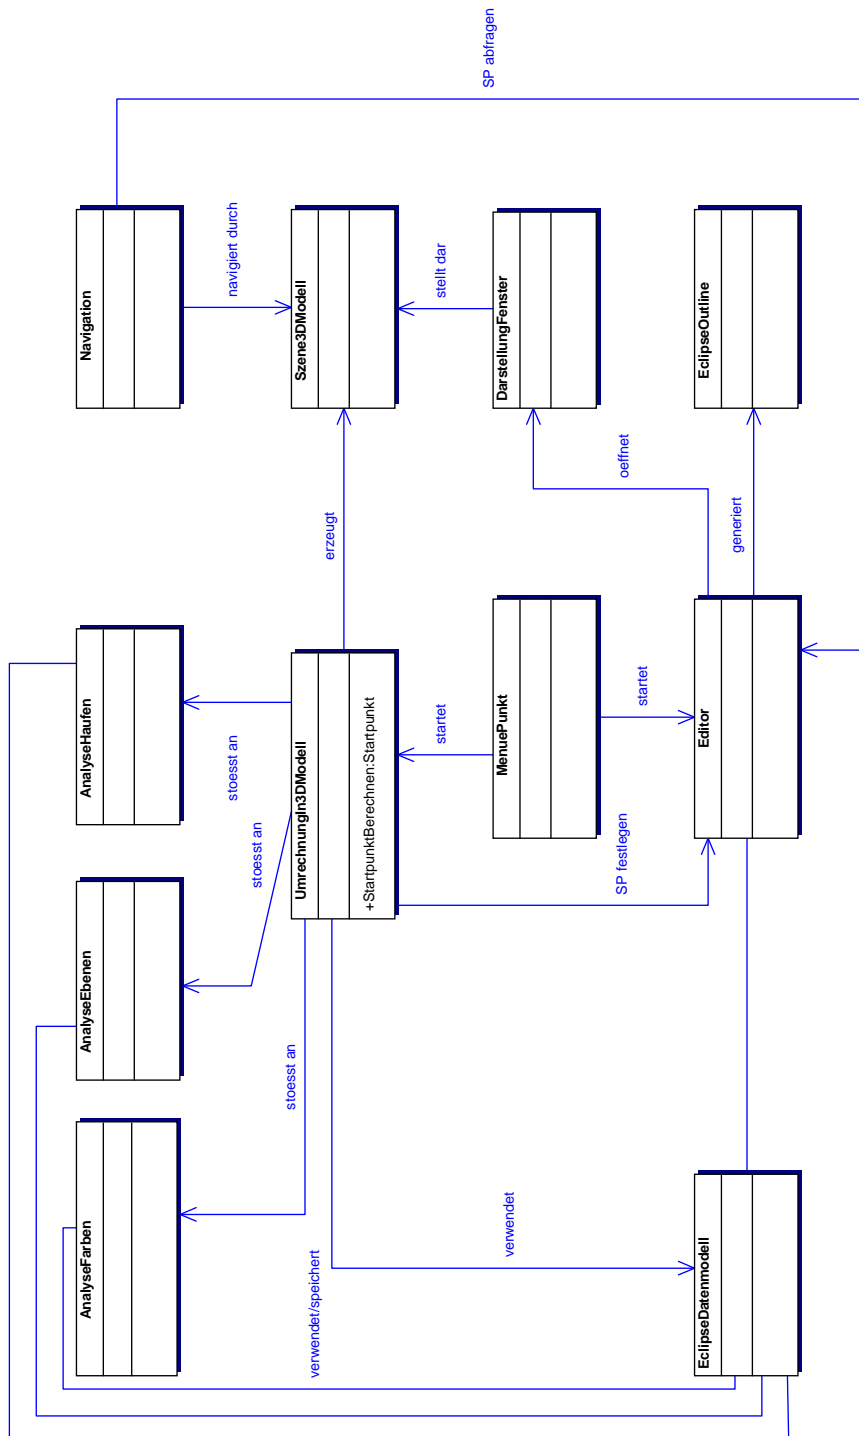 AnalyseFarben
AnalyseEbenen
AnalyseHaufen
Navigation
verwendet/speichert
stoesst an
stoesst an
stoesst an
navigiert durch
UmrechnungIn3DModell
+StartpunktBerechnen:Startpunkt
erzeugt
Szene3DModell
verwendet
startet
stellt dar
SP abfragen
MenuePunkt
DarstellungFenster
SP festlegen
startet
oeffnet
EclipseDatenmodell
Editor
generiert
EclipseOutline